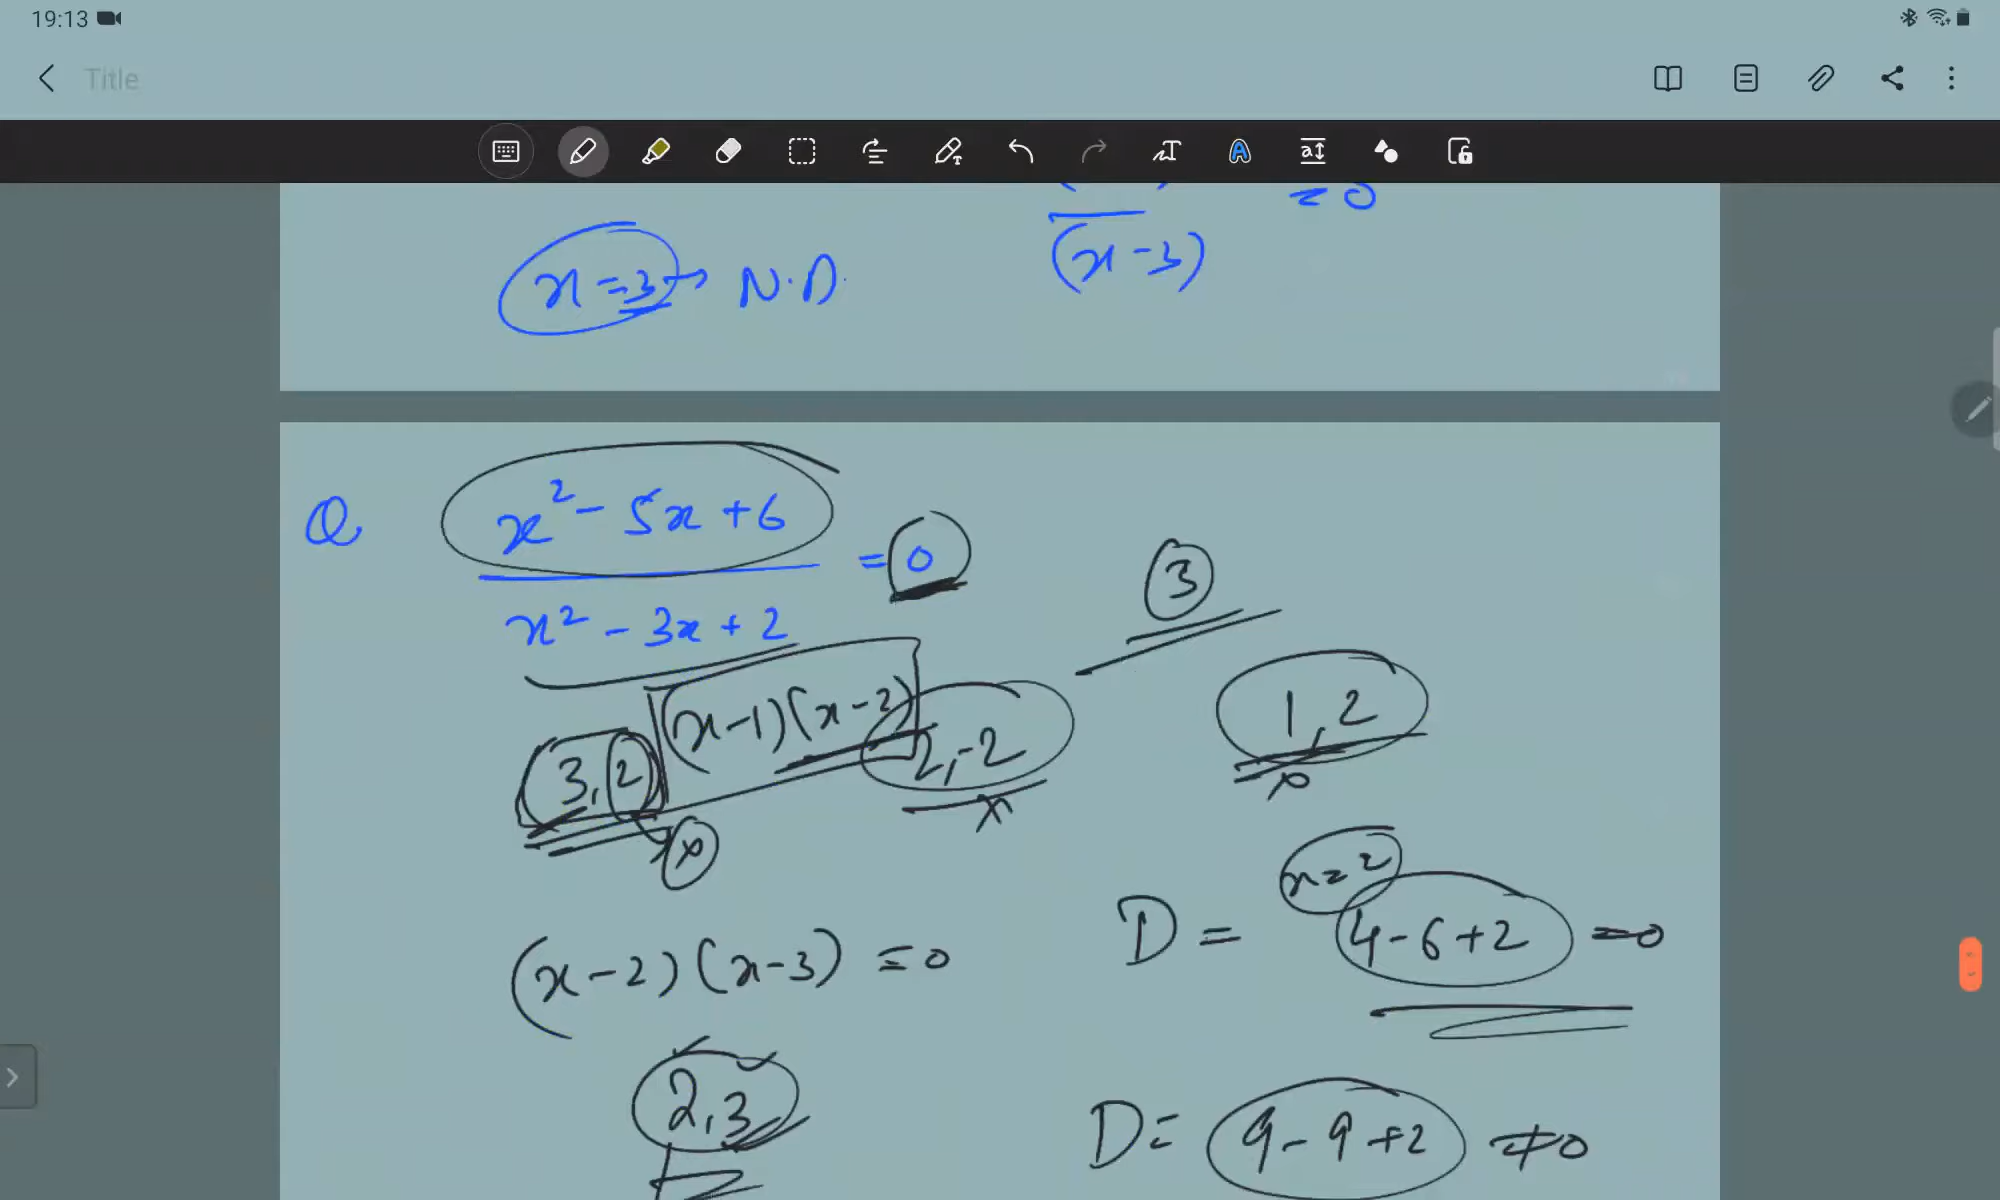 19:13
Title
= 0
(x-3)
x = 3 → N.D.
Q x² - 5x + 6
= 0
x² - 3x + 2
3
(x-1)(x-2)
3, 2
2, -2
1, 2
x
x
x
x = 2
D = 4 - 6 + 2 = 0
(x-2)(x-3) = 0
2, 3
D = 9 - 9 + 2 ≠ 0